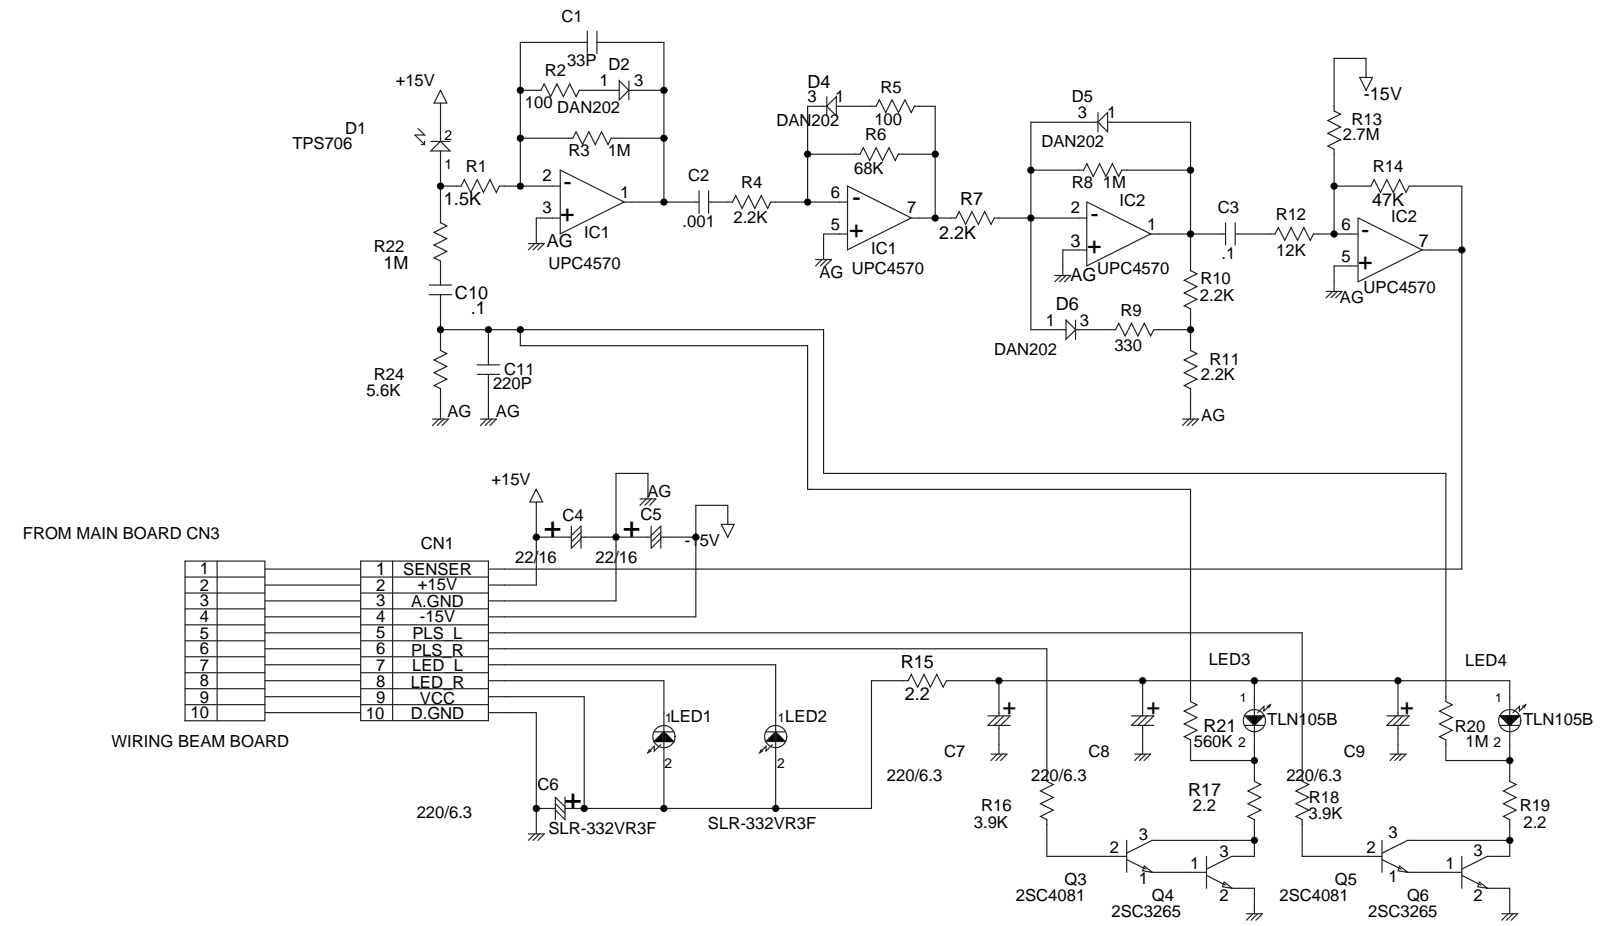 C1
33P
R2
100
D2
1 3
DAN202
R3 1M
+15V
D1
TPS706
2
1
R1
1.5K
2
3
1
AG
IC1
UPC4570
R22
1M
C10
.1
R24
5.6K
AG
C11
220P
AG
C2
.001
R4
2.2K
D4
3 1
DAN202
R5
100
R6
68K
6
5
7
AG
IC1
UPC4570
R7
2.2K
D5
3 1
DAN202
R8 1M
IC2
2
3
1
AG
UPC4570
D6
1 3
DAN202
R9
330
R10
2.2K
R11
2.2K
AG
C3
.1
R12
12K
-15V
R13
2.7M
R14
47K
IC2
6
5
7
AG
UPC4570
+15V
C4
22/16
AG
C5
22/16
-15V
FROM MAIN BOARD CN3
CN1
1 1 SENSER
2 2 +15V
3 3 A.GND
4 4 -15V
5 5 PLS_L
6 6 PLS_R
7 7 LED_L
8 8 LED_R
9 9 VCC
10 10 D.GND
WIRING BEAM BOARD
C6
220/6.3
1 LED1
2
SLR-332VR3F
1 LED2
2
SLR-332VR3F
R15
2.2
C7
220/6.3
C8
220/6.3
C9
220/6.3
R16
3.9K
R21
560K
LED3
1
TLN105B
2
R17
2.2
R18
3.9K
LED4
1
TLN105B
2
R20
1M
R19
2.2
2
3
1
Q3
2SC4081
1
3
2
Q4
2SC3265
2
3
1
Q5
2SC4081
1
3
2
Q6
2SC3265